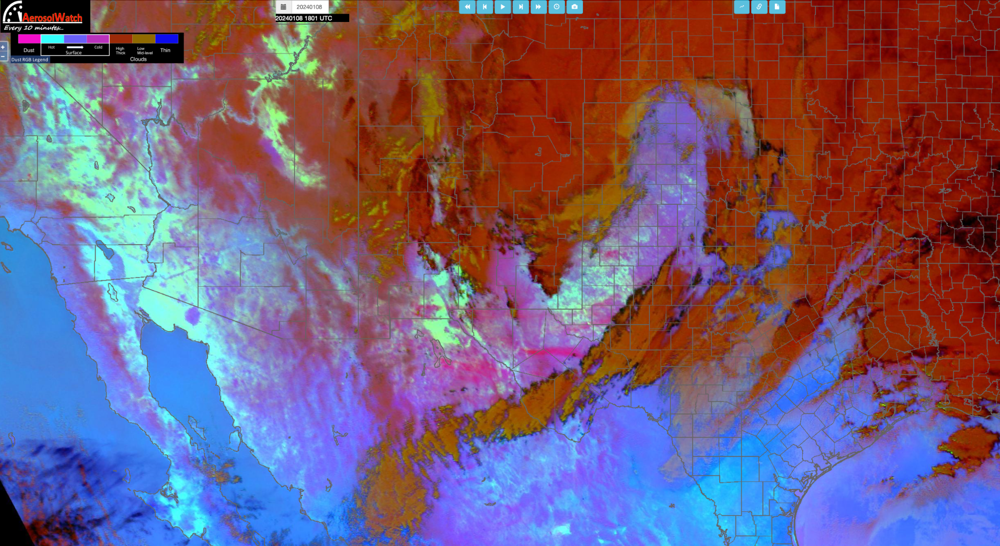 AerosolWatch
Every 10 minutes...
20240108
20240108 1801 UTC
+
−
Dust
Hot
Cold
Surface
High
Thick
Low
Mid-level
Thin
Clouds
Dust RGB Legend